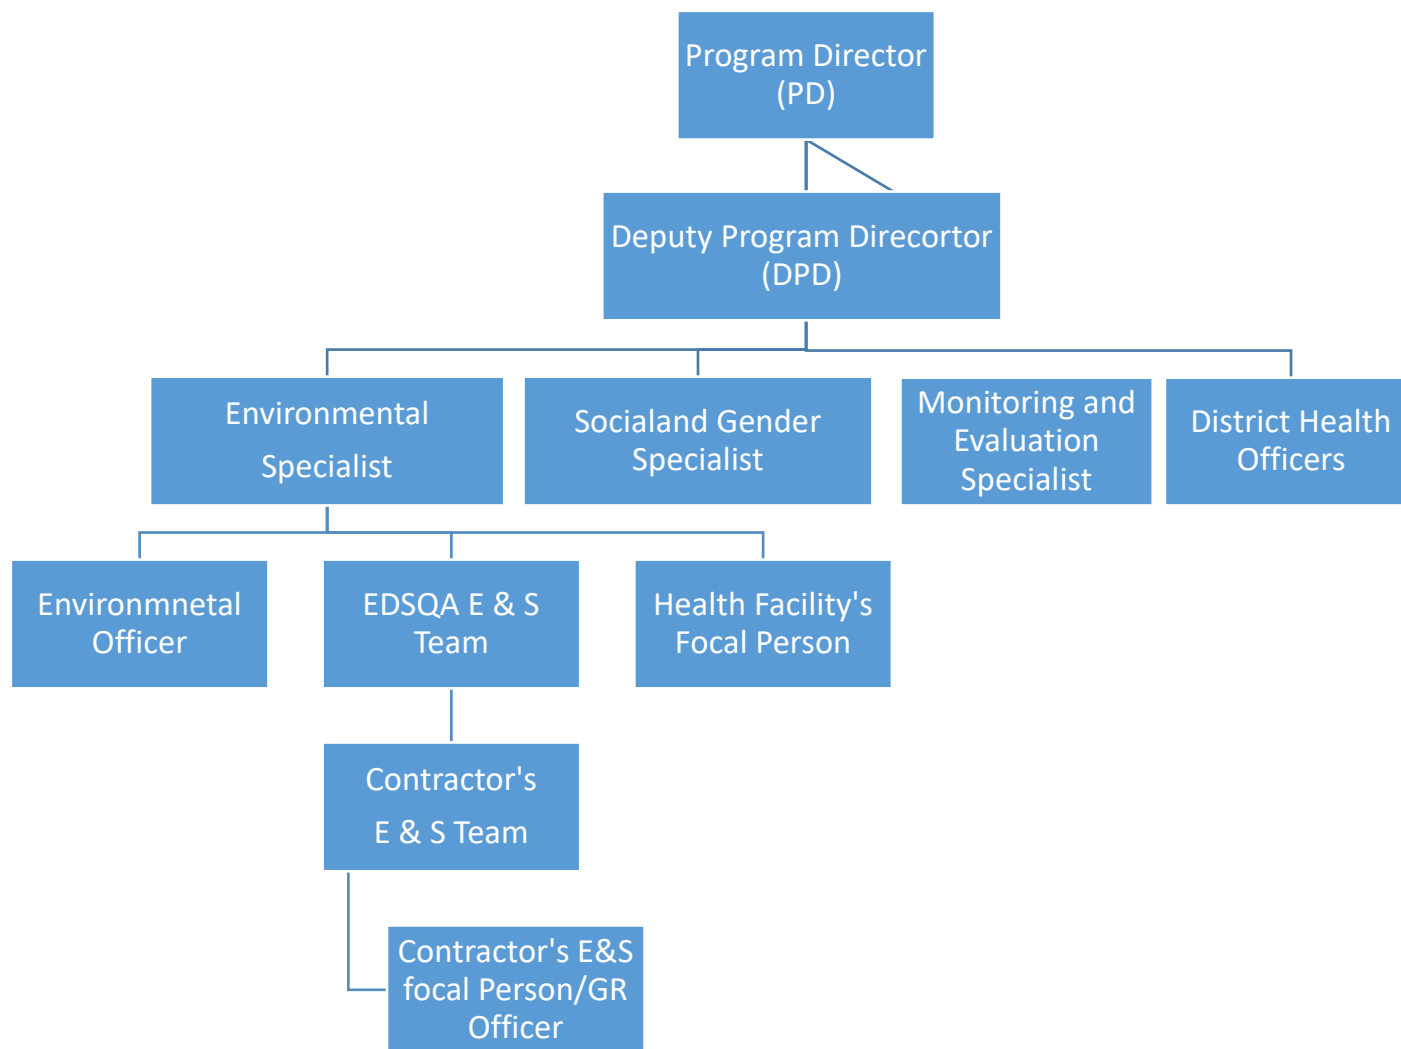 Program Director
(PD)
Deputy Program Direcortor
(DPD)
Environmental
Specialist
Socialand Gender
Specialist
Monitoring and
Evaluation
Specialist
District Health
Officers
Environmnetal
Officer
EDSQA E & S
Team
Health Facility's
Focal Person
Contractor's
E & S Team
Contractor's E&S
focal Person/GR
Officer